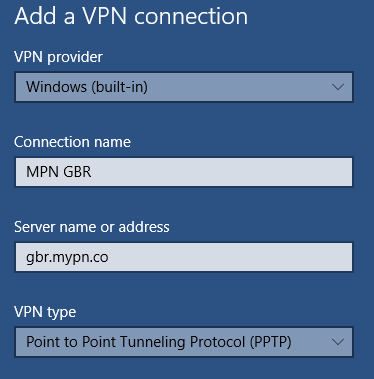 Add a VPN connection
VPN provider
Windows (built-in)
Connection name
MPN GBR
Server name or address
gbr.mypn.co
VPN type
Point to Point Tunneling Protocol (PPTP)